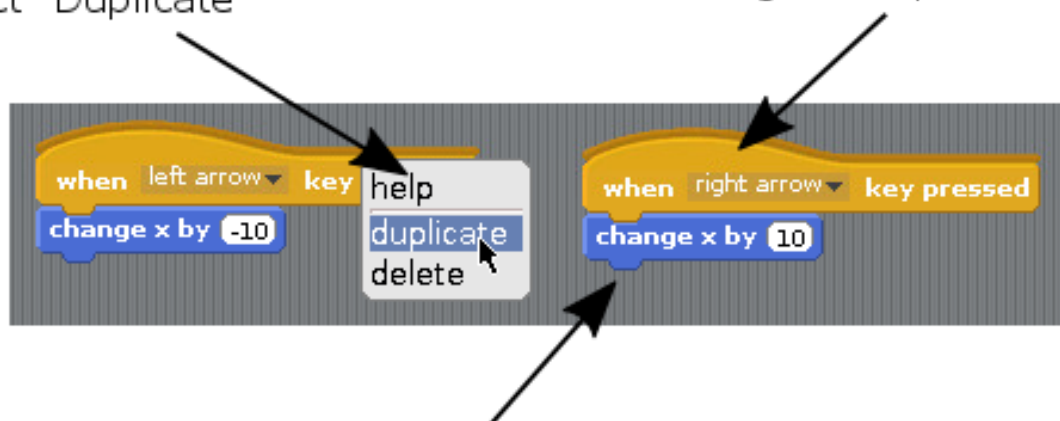 "Duplicate"
when left arrow key
change x by -10
help
duplicate
delete
when right arrow key pressed
change x by 10